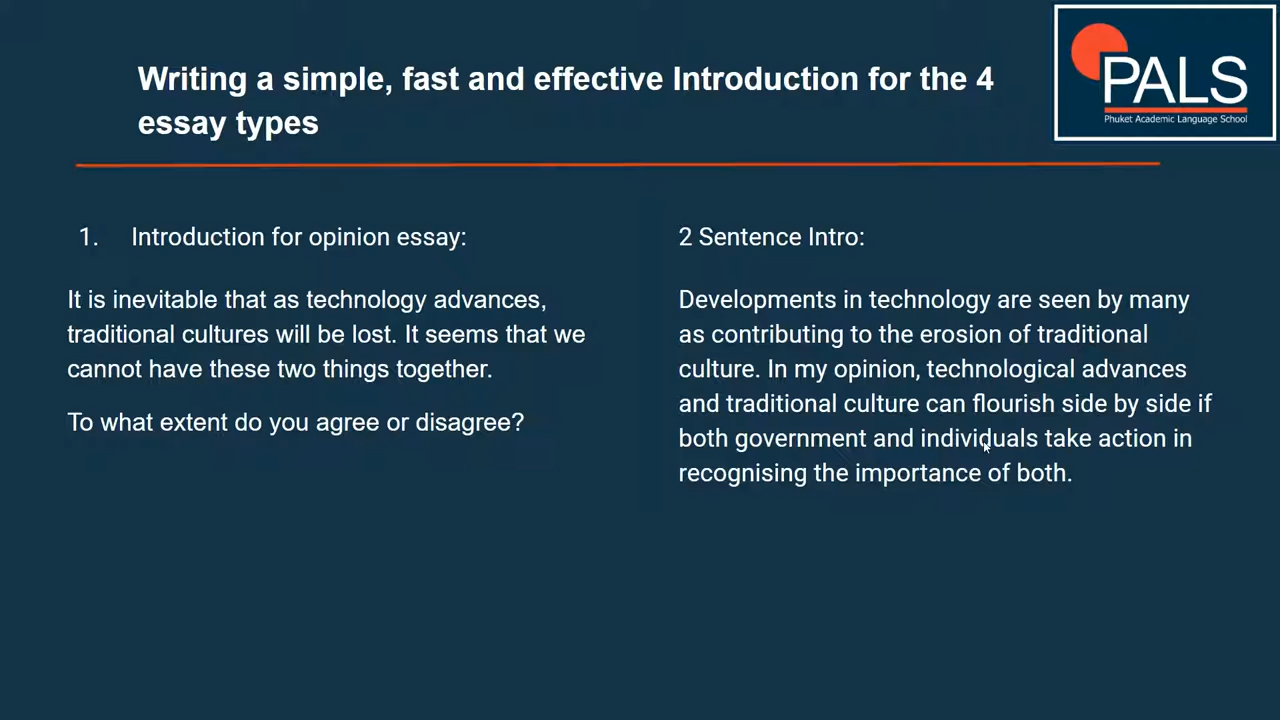 Writing a simple, fast and effective Introduction for the 4
essay types
PALS
Phuket Academic Language School
1. Introduction for opinion essay:
It is inevitable that as technology advances,
traditional cultures will be lost. It seems that we
cannot have these two things together.
To what extent do you agree or disagree?
2 Sentence Intro:
Developments in technology are seen by many
as contributing to the erosion of traditional
culture. In my opinion, technological advances
and traditional culture can flourish side by side if
both government and individuals take action in
recognising the importance of both.